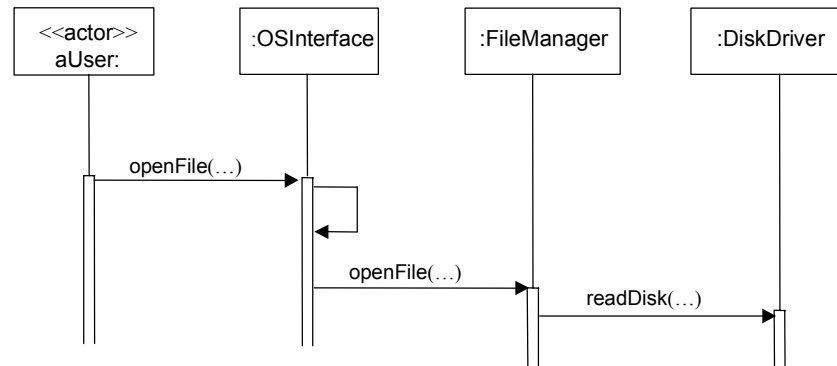 <<actor>>
aUser:
:OSInterface
:FileManager
:DiskDriver
openFile(...)
openFile(...)
readDisk(...)